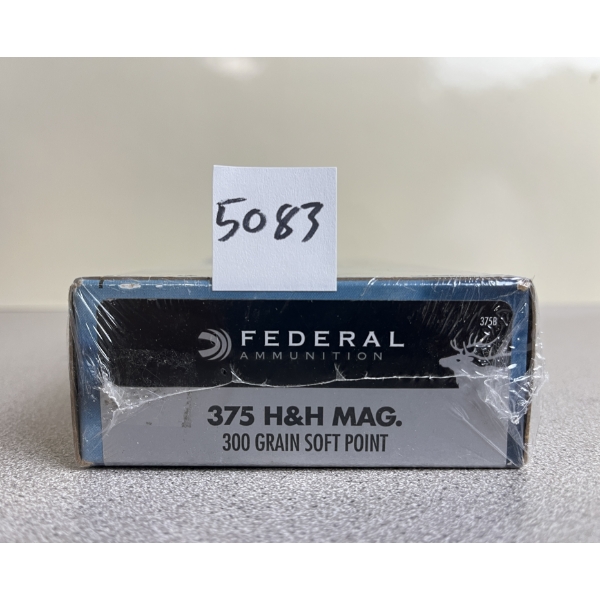 5083
375B
FEDERAL
AMMUNITION
375 H&H MAG.
300 GRAIN SOFT POINT